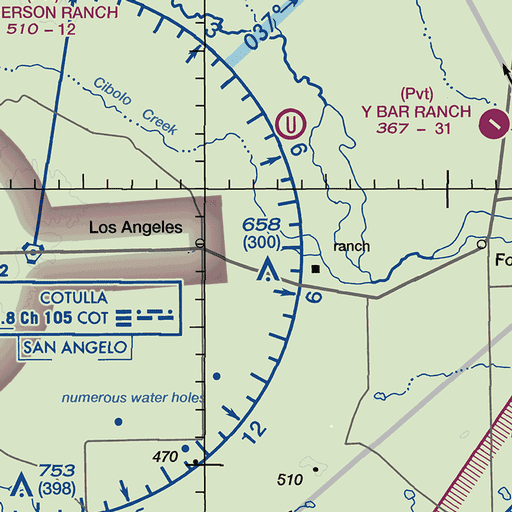 ERSON RANCH
510 - 12
3
037°→
Cibolo Creek
U
6
(Pvt)
Y BAR RANCH
367 - 31
Los Angeles
658
(300)
ranch
Fo
2
COTULLA
.8 Ch 105 COT
SAN ANGELO
9
numerous water holes
12
470
510
753
(398)